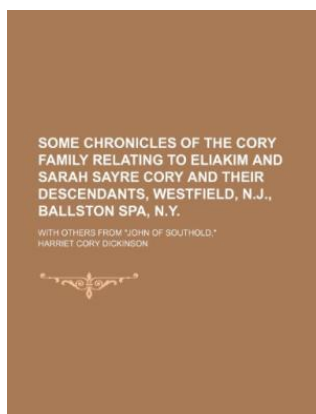 SOME CHRONICLES OF THE CORY
FAMILY RELATING TO ELIAKIM AND
SARAH SAYRE CORY AND THEIR
DESCENDANTS, WESTFIELD, N.J.,
BALLSTON SPA, N.Y.
WITH OTHERS FROM "JOHN OF SOUTHOLD,"
HARRIET CORY DICKINSON